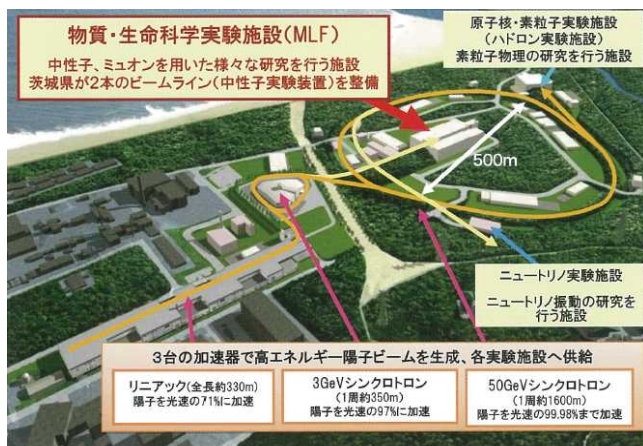 物質・生命科学実験施設(MLF)
中性子、ミュオンを用いた様々な研究を行う施設
茨城県が2本のビームライン(中性子実験装置)を整備
原子核・素粒子実験施設
(ハドロン実験施設)
素粒子物理の研究を行う施設
500m
ニュートリノ実験施設
ニュートリノ振動の研究を
行う施設
3台の加速器で高エネルギー陽子ビームを生成、各実験施設へ供給
リニアック(全長約330m)
陽子を光速の71%に加速
3GeVシンクロトロン
(1周約350m)
陽子を光速の97%に加速
50GeVシンクロトロン
(1周約1600m)
陽子を光速の99.98%まで加速